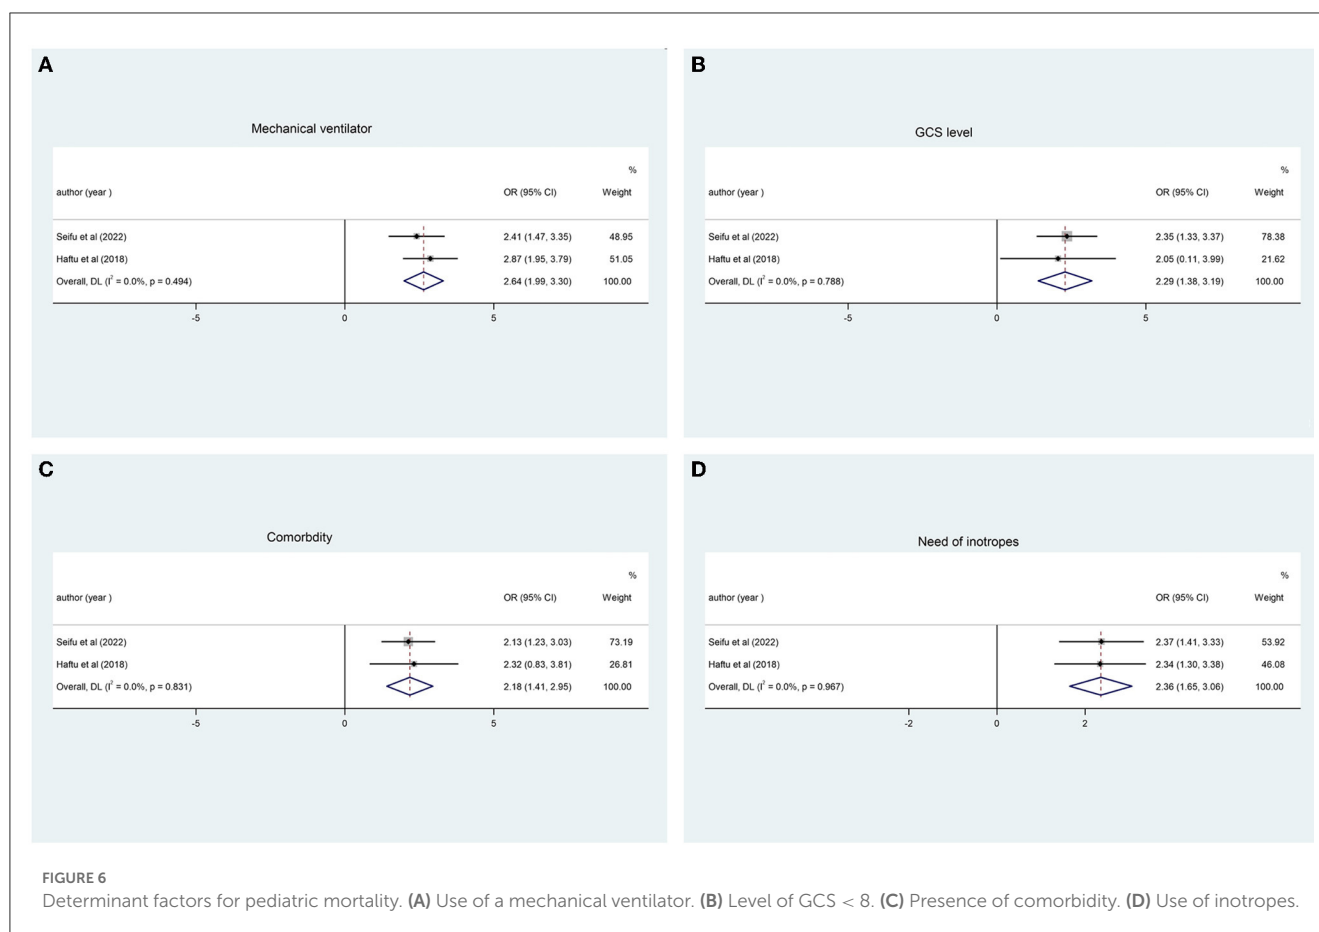 A
Mechanical ventilator
%
author (year )
OR (95% CI)
Weight
Seifu et al (2022)
2.41 (1.47, 3.35)
48.95
Haftu et al (2018)
2.87 (1.95, 3.79)
51.05
Overall, DL (I² = 0.0%, p = 0.494)
2.64 (1.99, 3.30)
100.00
-5
0
5
B
GCS level
%
author (year )
OR (95% CI)
Weight
Seifu et al (2022)
2.35 (1.33, 3.37)
78.38
Haftu et al (2018)
2.05 (0.11, 3.99)
21.62
Overall, DL (I² = 0.0%, p = 0.788)
2.29 (1.38, 3.19)
100.00
-5
0
5
C
Comorbdity
%
author (year )
OR (95% CI)
Weight
Seifu et al (2022)
2.13 (1.23, 3.03)
73.19
Haftu et al (2018)
2.32 (0.83, 3.81)
26.81
Overall, DL (I² = 0.0%, p = 0.831)
2.18 (1.41, 2.95)
100.00
-5
0
5
D
Need of inotropes
%
author (year )
OR (95% CI)
Weight
Seifu et al (2022)
2.37 (1.41, 3.33)
53.92
Haftu et al (2018)
2.34 (1.30, 3.38)
46.08
Overall, DL (I² = 0.0%, p = 0.967)
2.36 (1.65, 3.06)
100.00
-2
0
2
FIGURE 6
Determinant factors for pediatric mortality. (A) Use of a mechanical ventilator. (B) Level of GCS < 8. (C) Presence of comorbidity. (D) Use of inotropes.